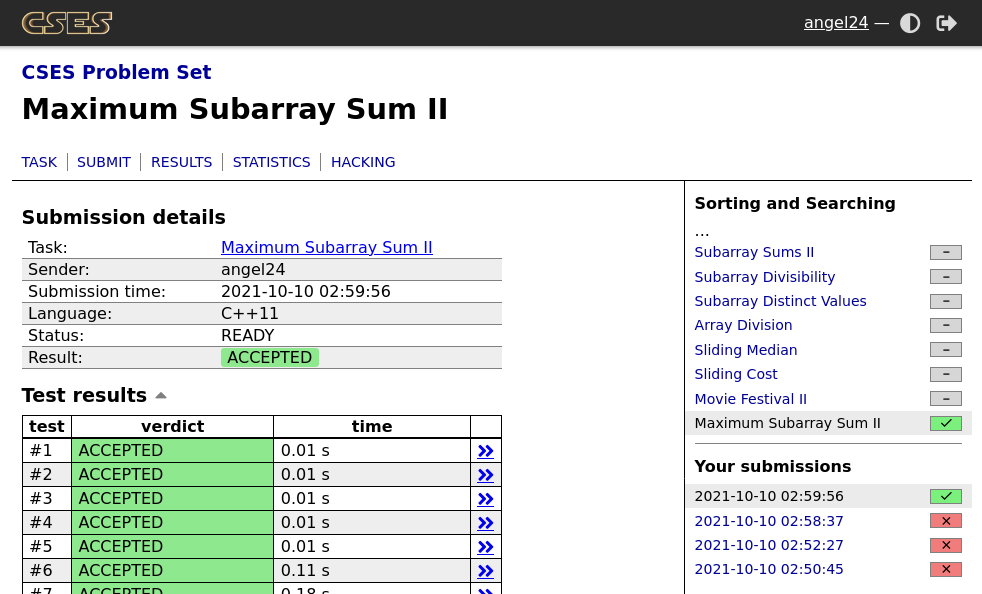 CSES
angel24 —
CSES Problem Set
Maximum Subarray Sum II
TASK SUBMIT RESULTS STATISTICS HACKING
Submission details
Task: Maximum Subarray Sum II
Sender: angel24
Submission time: 2021-10-10 02:59:56
Language: C++11
Status: READY
Result: ACCEPTED
Test results
test verdict time
#1 ACCEPTED 0.01 s »
#2 ACCEPTED 0.01 s »
#3 ACCEPTED 0.01 s »
#4 ACCEPTED 0.01 s »
#5 ACCEPTED 0.01 s »
#6 ACCEPTED 0.11 s »
#7 ACCEPTED 0.18 s »
Sorting and Searching
...
Subarray Sums II –
Subarray Divisibility –
Subarray Distinct Values –
Array Division –
Sliding Median –
Sliding Cost –
Movie Festival II –
Maximum Subarray Sum II ✓
Your submissions
2021-10-10 02:59:56 ✓
2021-10-10 02:58:37 ✕
2021-10-10 02:52:27 ✕
2021-10-10 02:50:45 ✕